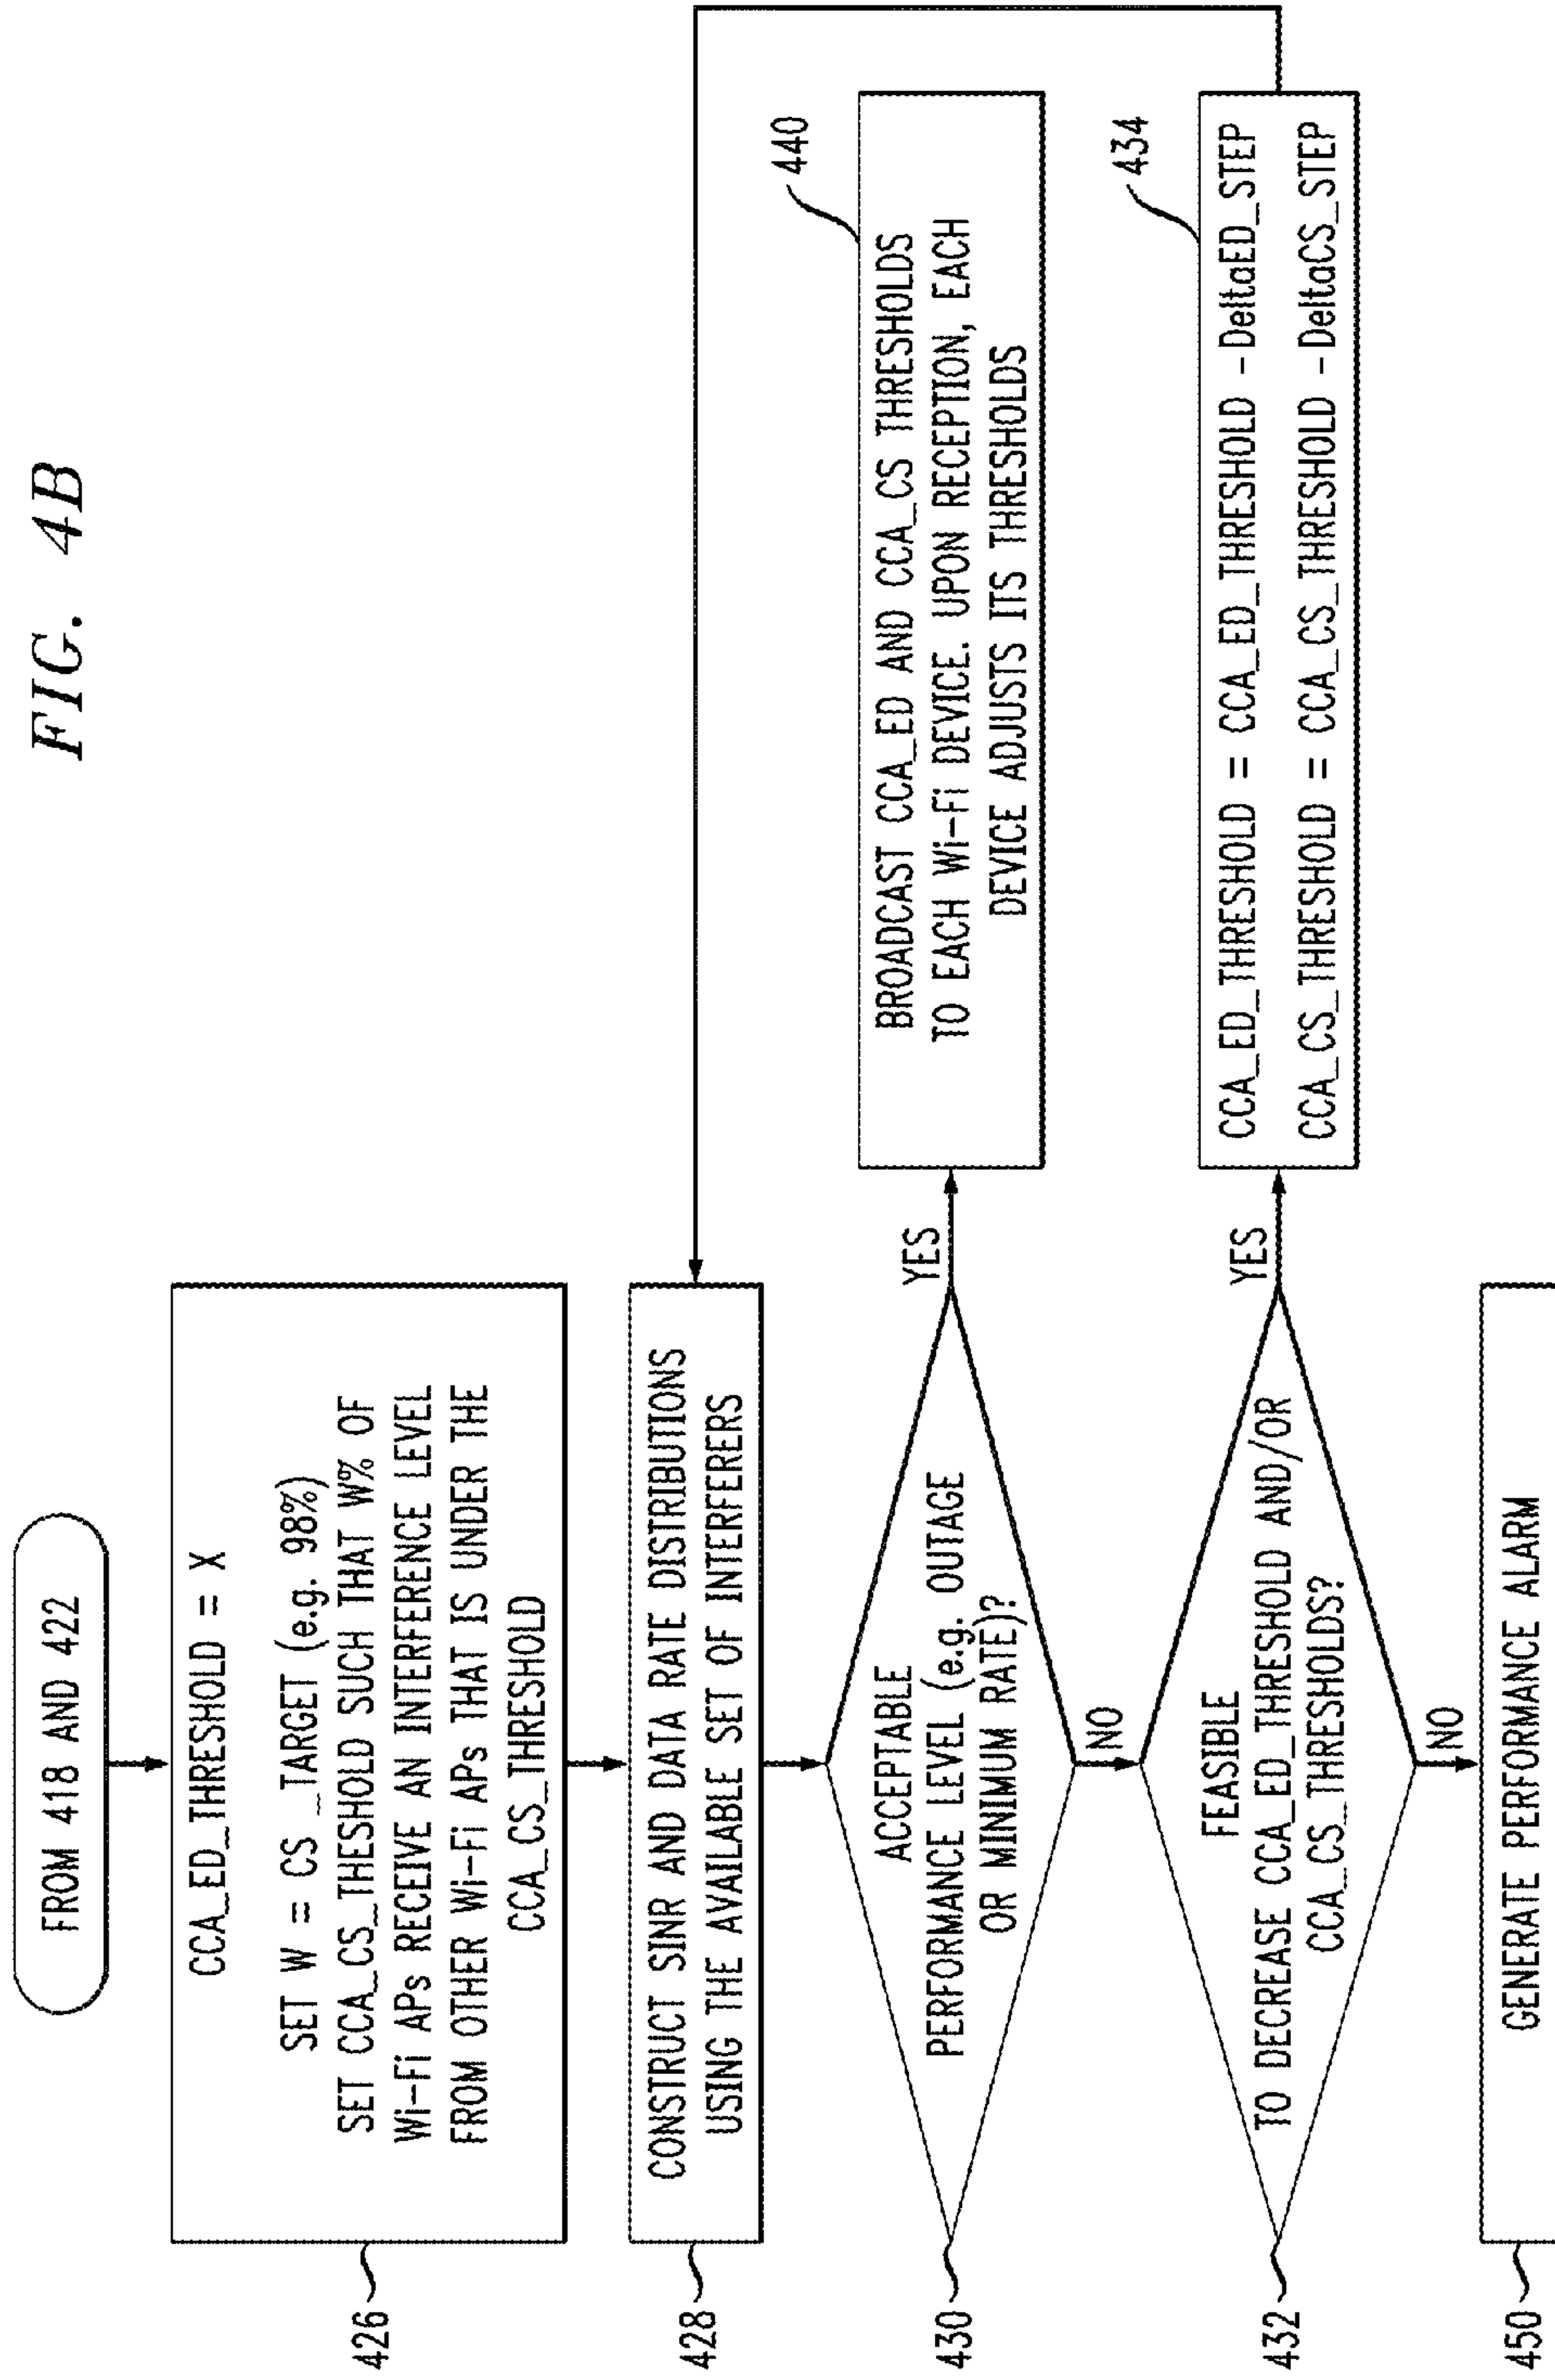 FIG. 4B
FROM 418 AND 422
CCA_ED_THRESHOLD = X
SET W = CS_TARGET (e.g. 98%)
SET CCA_CS_THESHOLD SUCH THAT W% OF
Wi-Fi APs RECEIVE AN INTERFERENCE LEVEL
FROM OTHER Wi-Fi APs THAT IS UNDER THE
CCA_CS_THRESHOLD
426
CONSTRUCT SINR AND DATA RATE DISTRIBUTIONS
USING THE AVAILABLE SET OF INTERFERERS
428
ACCEPTABLE
PERFORMANCE LEVEL (e.g. OUTAGE
OR MINIMUM RATE)?
430
YES
NO
BROADCAST CCA_ED AND CCA_CS THRESHOLDS
TO EACH Wi-Fi DEVICE. UPON RECEPTION, EACH
DEVICE ADJUSTS ITS THRESHOLDS
440
FEASIBLE
TO DECREASE CCA_ED_THRESHOLD AND/OR
CCA_CS_THRESHOLDS?
432
YES
NO
CCA_ED_THRESHOLD = CCA_ED_THRESHOLD -DeltaED_STEP
CCA_CS_THRESHOLD = CCA_CS_THRESHOLD -DeltaCS_STEP
434
GENERATE PERFORMANCE ALARM
450